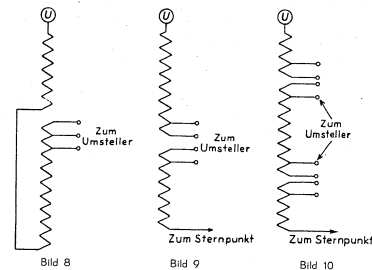 U
U
U
Zum
Umsteller
Zum
Umsteller
Zum
Umsteller
Zum Sternpunkt
Zum Sternpunkt
Bild 8
Bild 9
Bild 10